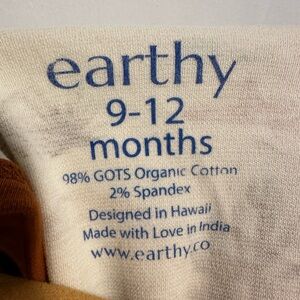 earthy
9-12
months
98% GOTS Organic Cotton
2% Spandex
Designed in Hawaii
Made with Love in India
www.earthy.co